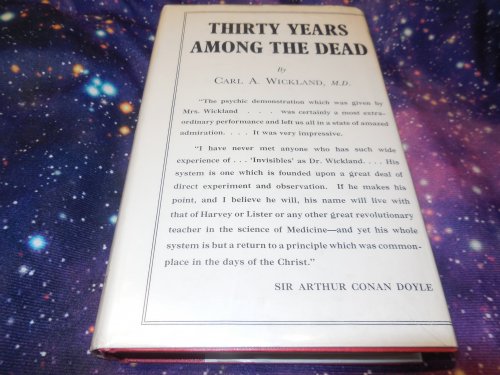 THIRTY YEARS
AMONG THE DEAD
By
CARL A. WICKLAND, M.D.
"The psychic demonstration which was given by
Mrs. Wickland . . . . was certainly a most extra-
ordinary performance and left us all in a state of amazed
admiration. . . . It was very impressive.
"I have never met anyone who has such wide
experience of . . . 'Invisibles' as Dr. Wickland. . . . His
system is one which is founded upon a great deal of
direct experiment and observation. If he makes his
point, and I believe he will, his name will live with
that of Harvey or Lister or any other great revolutionary
teacher in the science of Medicine—and yet his whole
system is but a return to a principle which was common-
place in the days of the Christ."
SIR ARTHUR CONAN DOYLE